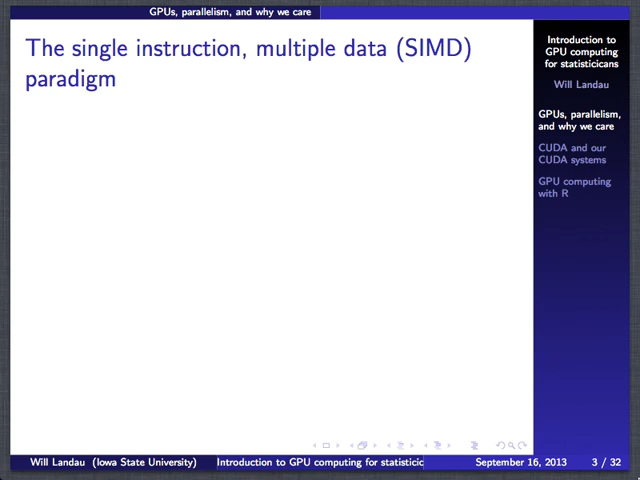 GPUs, parallelism, and why we care
The single instruction, multiple data (SIMD)
paradigm
Introduction to
GPU computing
for statisticicans
Will Landau
GPUs, parallelism,
and why we care
CUDA and our
CUDA systems
GPU computing
with R
Will Landau (Iowa State University)
Introduction to GPU computing for statisticic
September 16, 2013
3 / 32